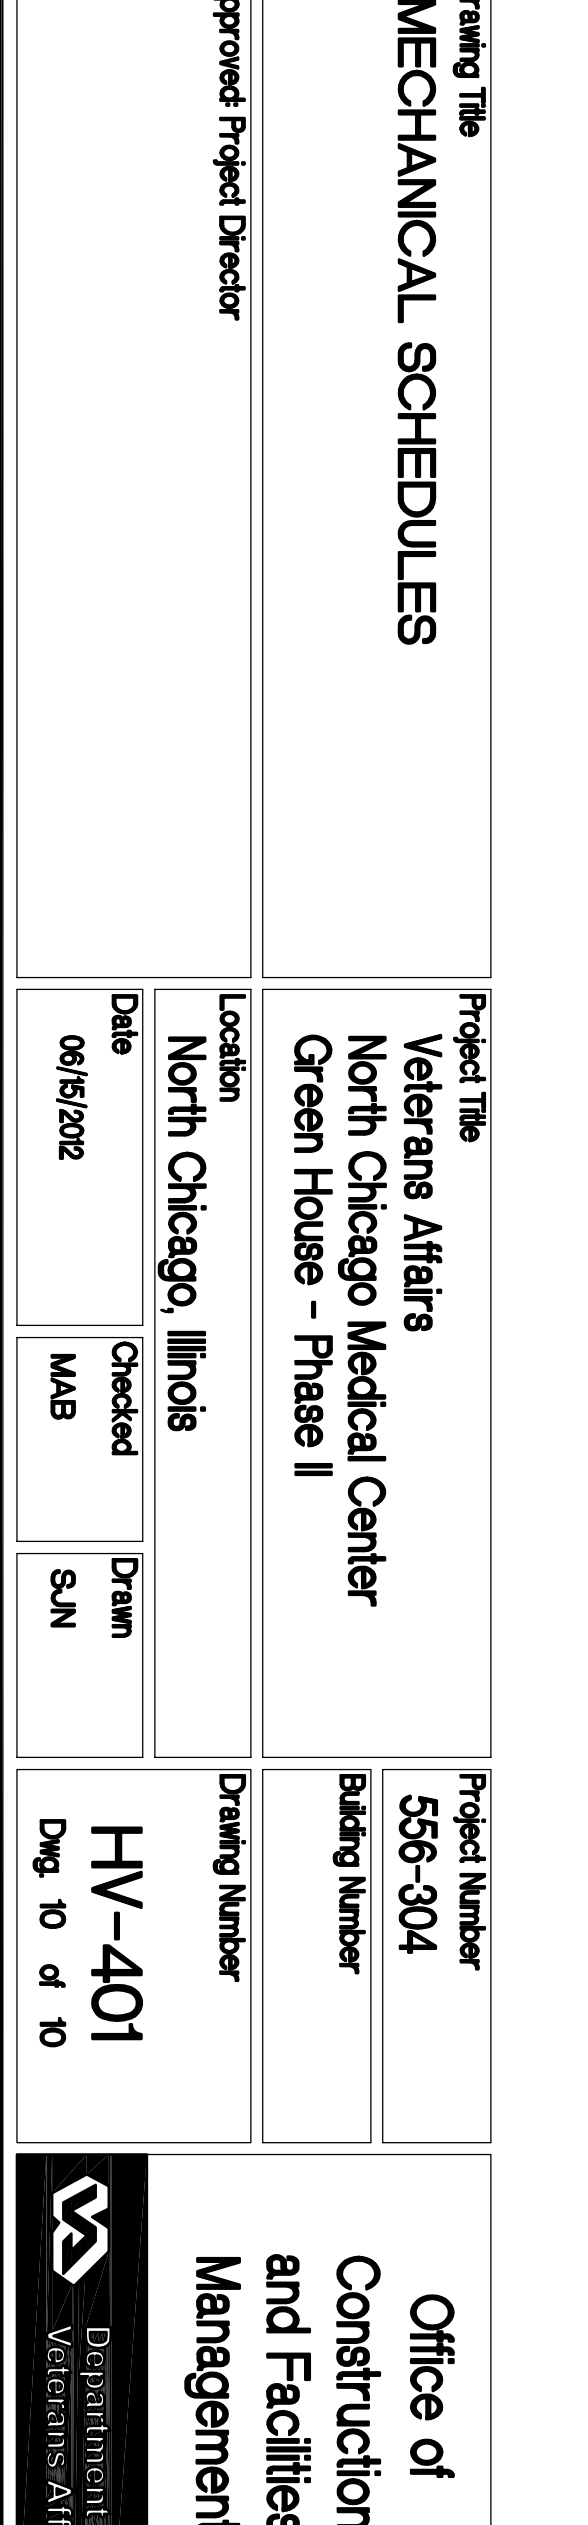 rawing Title
MECHANICAL SCHEDULES
pproved: Project Director
Project Title
Veterans Affairs
North Chicago Medical Center
Green House - Phase II
Location
North Chicago, Illinois
Date
06/15/2012
Checked
MAB
Drawn
SJN
Project Number
556-304
Building Number
Drawing Number
HV-401
Dwg. 10 of 10
Office of
Construction
and Facilities
Management
VA
Department
Veterans Aff